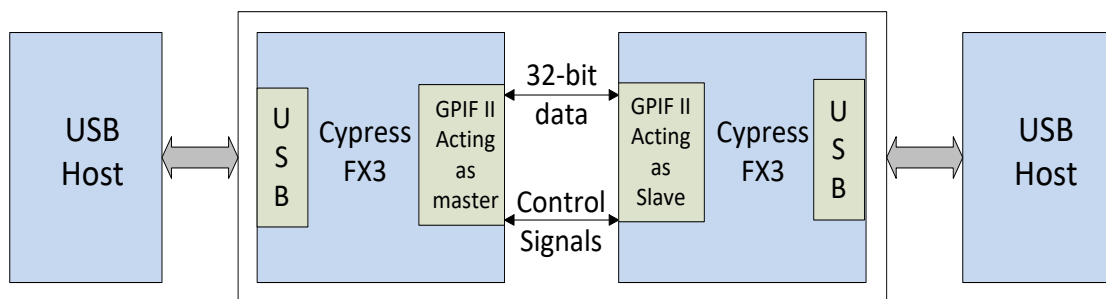 USB
Host
U
S
B
Cypress
FX3
GPIF II
Acting
as
master
32-bit
data
Control
Signals
GPIF II
Acting
as
Slave
Cypress
FX3
U
S
B
USB
Host